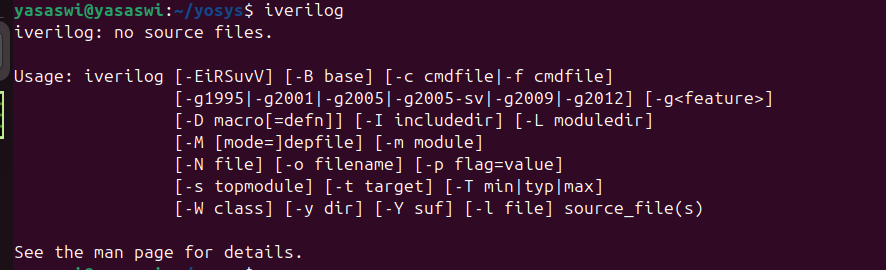 yasaswi@yasaswi:~/yosys$ iverilog
iverilog: no source files.
Usage: iverilog [-EiRSuvV] [-B base] [-c cmdfile|-f cmdfile]
[-g1995|-g2001|-g2005|-g2005-sv|-g2009|-g2012] [-g<feature>]
[-D macro[=defn]] [-I includedir] [-L moduledir]
[-M [mode=]depfile] [-m module]
[-N file] [-o filename] [-p flag=value]
[-s topmodule] [-t target] [-T min|typ|max]
[-W class] [-y dir] [-Y suf] [-l file] source_file(s)
See the man page for details.